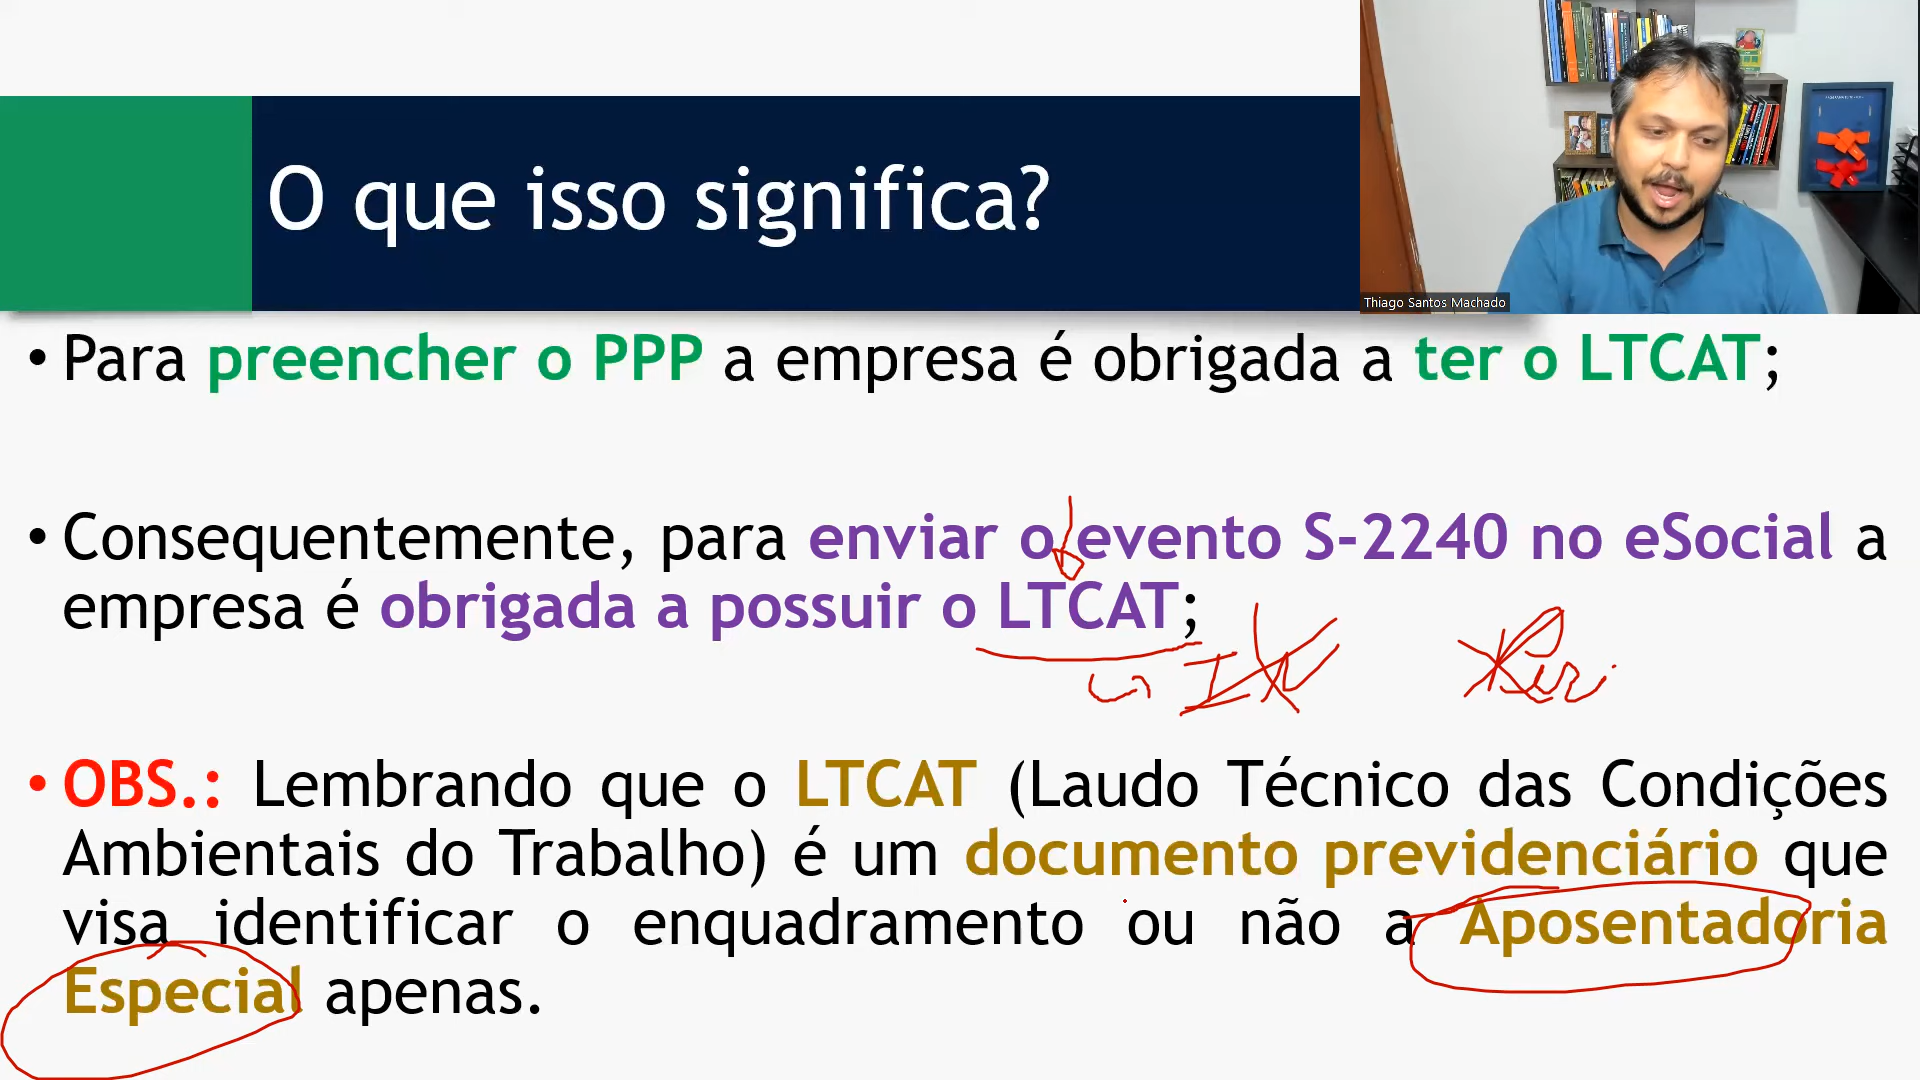 O que isso significa?
Thiago Santos Machado
• Para preencher o PPP a empresa é obrigada a ter o LTCAT;
• Consequentemente, para enviar o evento S-2240 no eSocial a
empresa é obrigada a possuir o LTCAT;
• OBS.: Lembrando que o LTCAT (Laudo Técnico das Condições
Ambientais do Trabalho) é um documento previdenciário que
visa identificar o enquadramento ou não a Aposentadoria
Especial apenas.